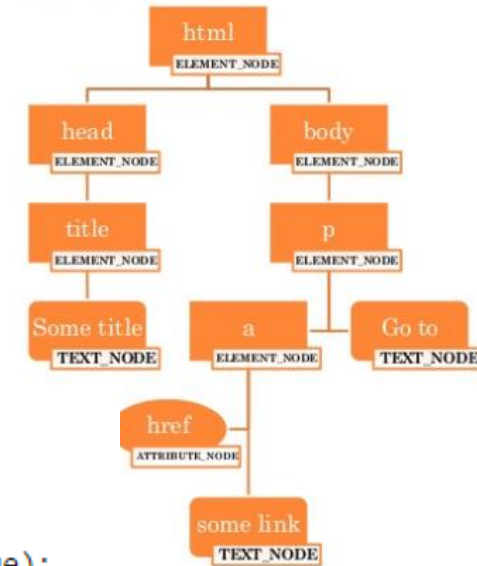 html
ELEMENT_NODE
head
ELEMENT_NODE
body
ELEMENT_NODE
title
ELEMENT_NODE
p
ELEMENT_NODE
Some title
TEXT_NODE
a
ELEMENT_NODE
Go to
TEXT_NODE
href
ATTRIBUTE_NODE
some link
TEXT_NODE